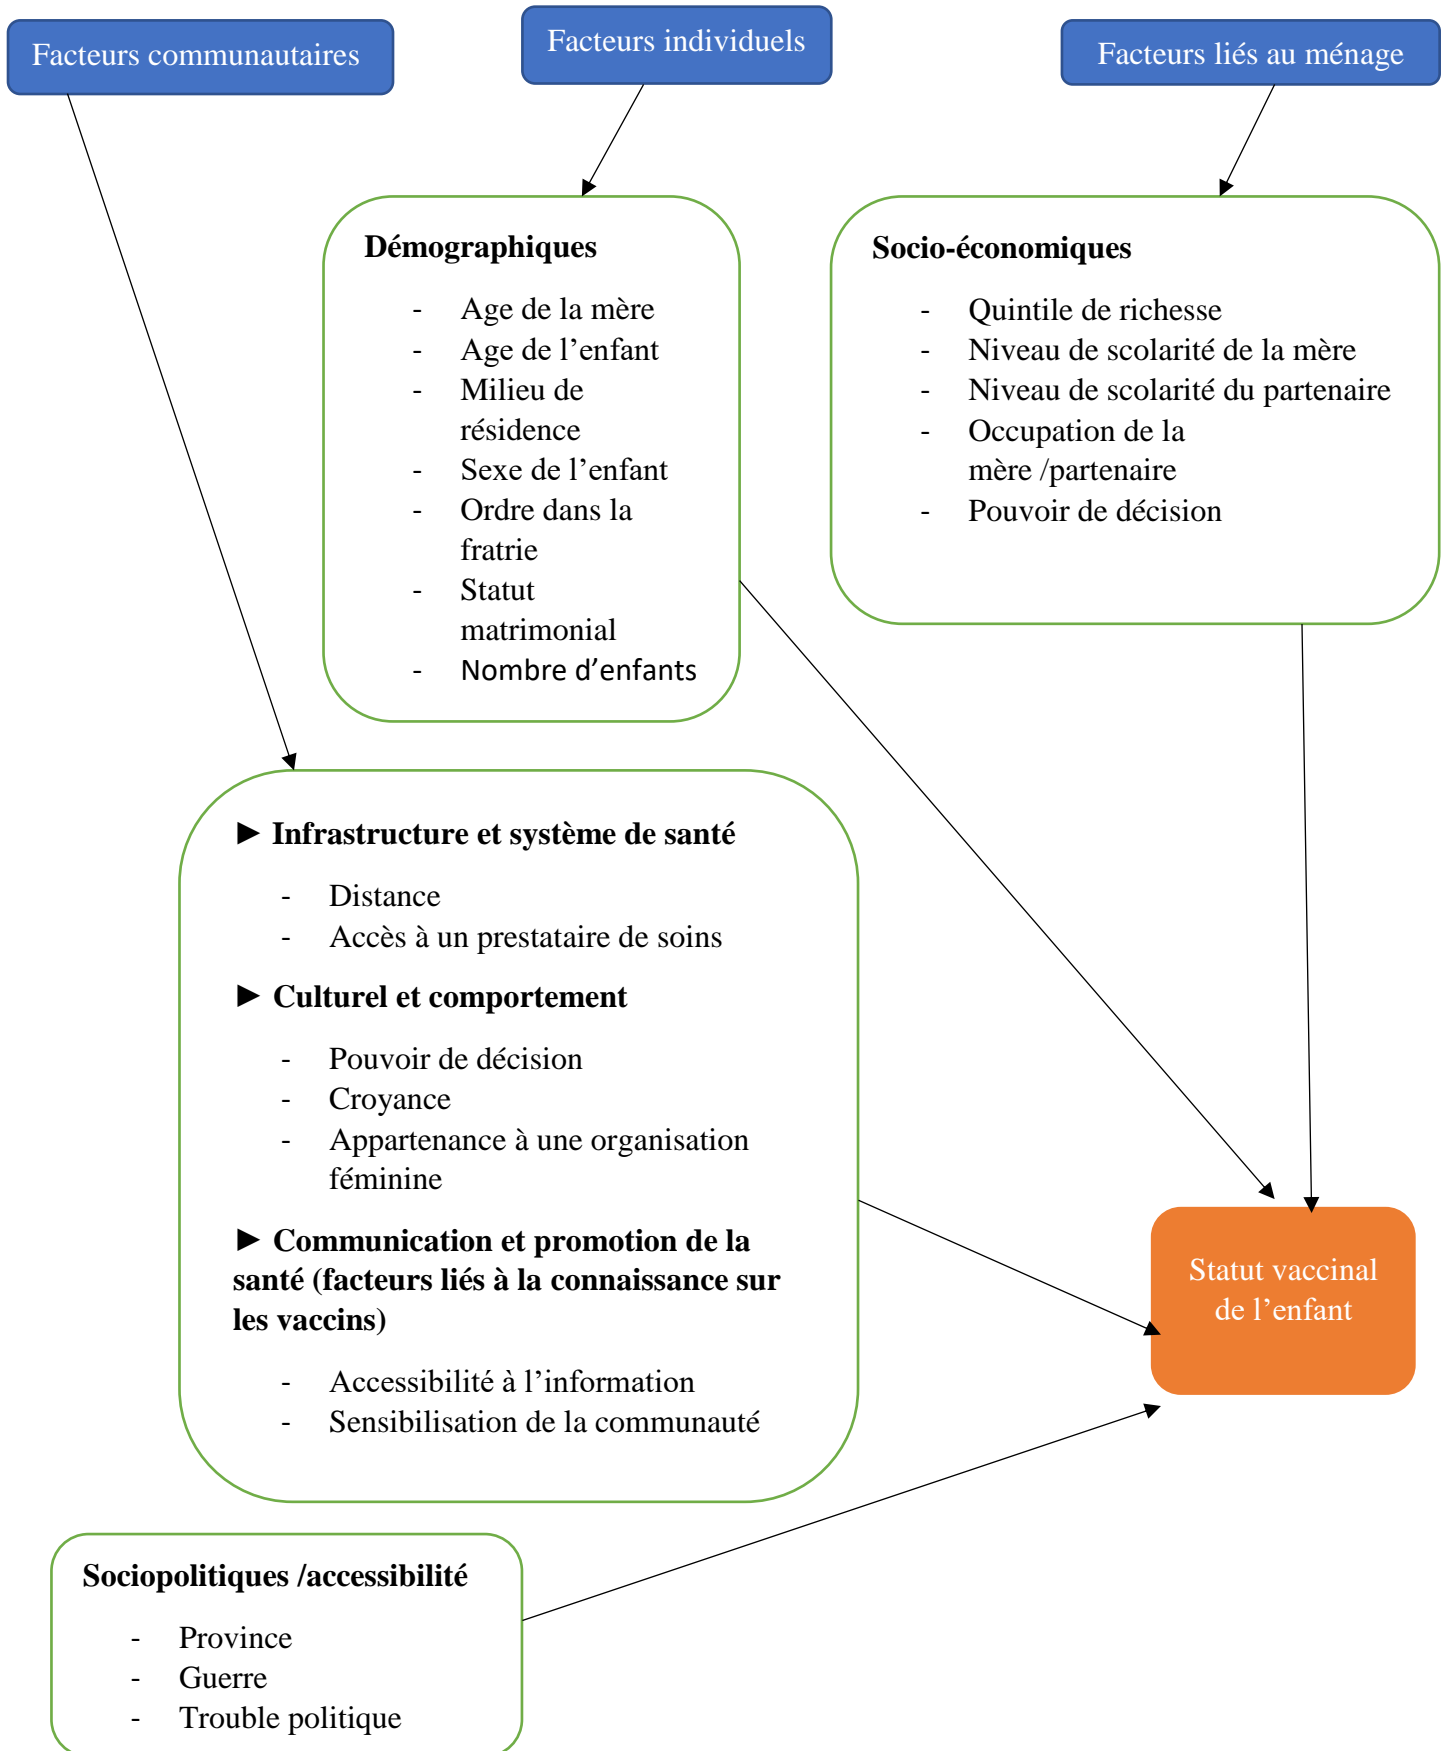 Facteurs communautaires
Facteurs individuels
Facteurs liés au ménage
Démographiques
- Age de la mère
- Age de l’enfant
- Milieu de
résidence
- Sexe de l’enfant
- Ordre dans la
fratrie
- Statut
matrimonial
- Nombre d’enfants
Socio-économiques
- Quintile de richesse
- Niveau de scolarité de la mère
- Niveau de scolarité du partenaire
- Occupation de la
mère /partenaire
- Pouvoir de décision
► Infrastructure et système de santé
- Distance
- Accès à un prestataire de soins
► Culturel et comportement
- Pouvoir de décision
- Croyance
- Appartenance à une organisation
féminine
► Communication et promotion de la
santé (facteurs liés à la connaissance sur
les vaccins)
- Accessibilité à l’information
- Sensibilisation de la communauté
Statut vaccinal
de l’enfant
Sociopolitiques /accessibilité
- Province
- Guerre
- Trouble politique